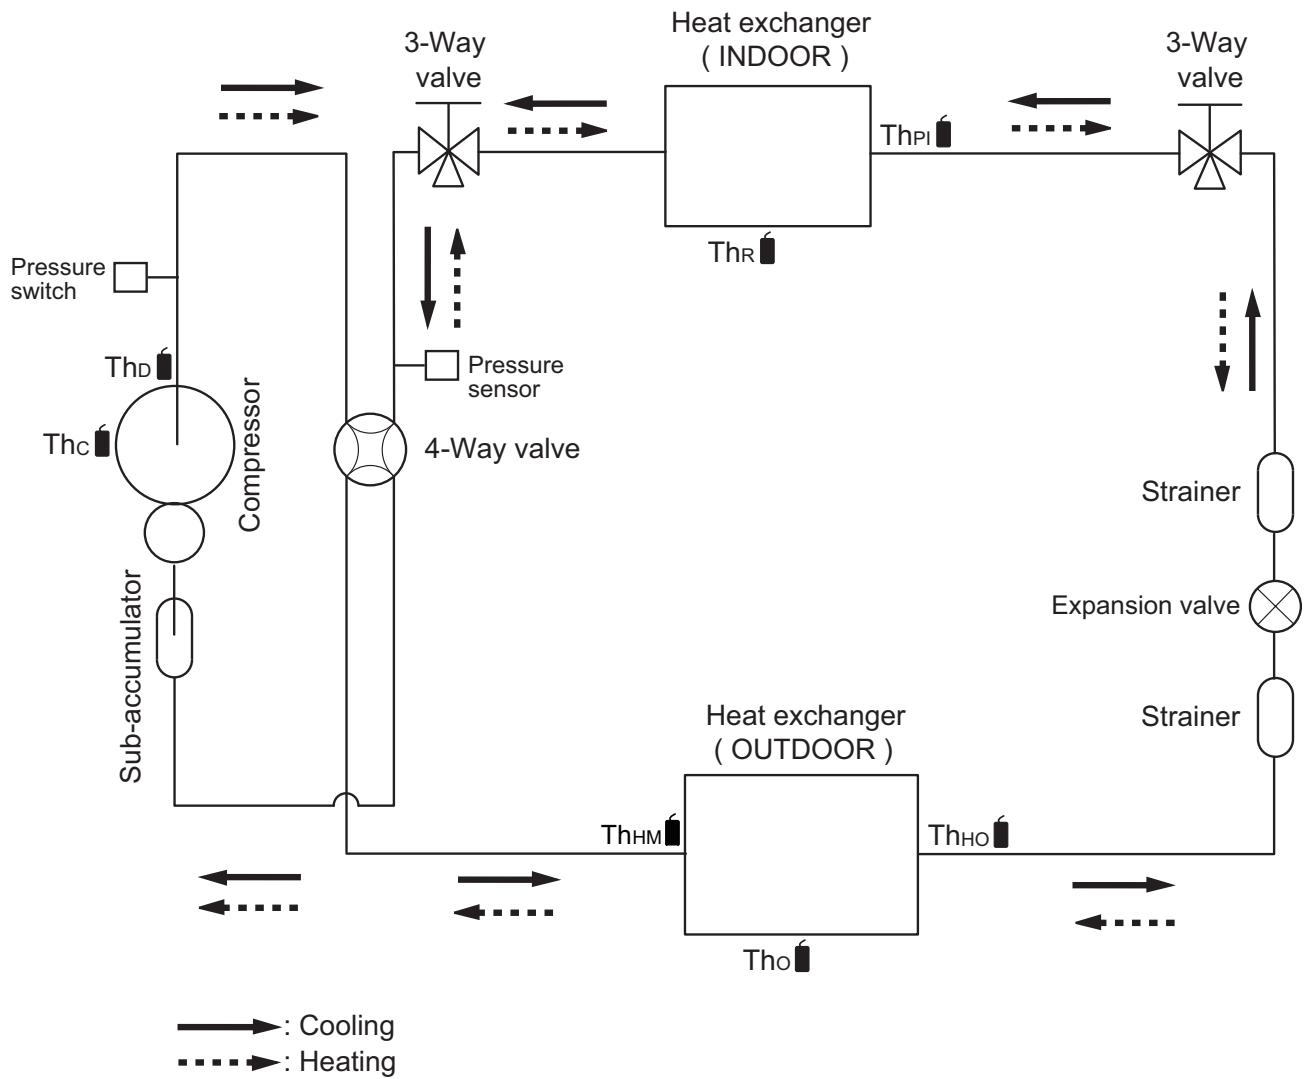 Heat exchanger
( INDOOR )
3-Way
valve
3-Way
valve
ThPI
ThR
Pressure
switch
ThD
Pressure
sensor
ThC
Compressor
4-Way valve
Strainer
Expansion valve
Sub-accumulator
Strainer
Heat exchanger
( OUTDOOR )
ThHM
ThHO
ThO
: Cooling
: Heating